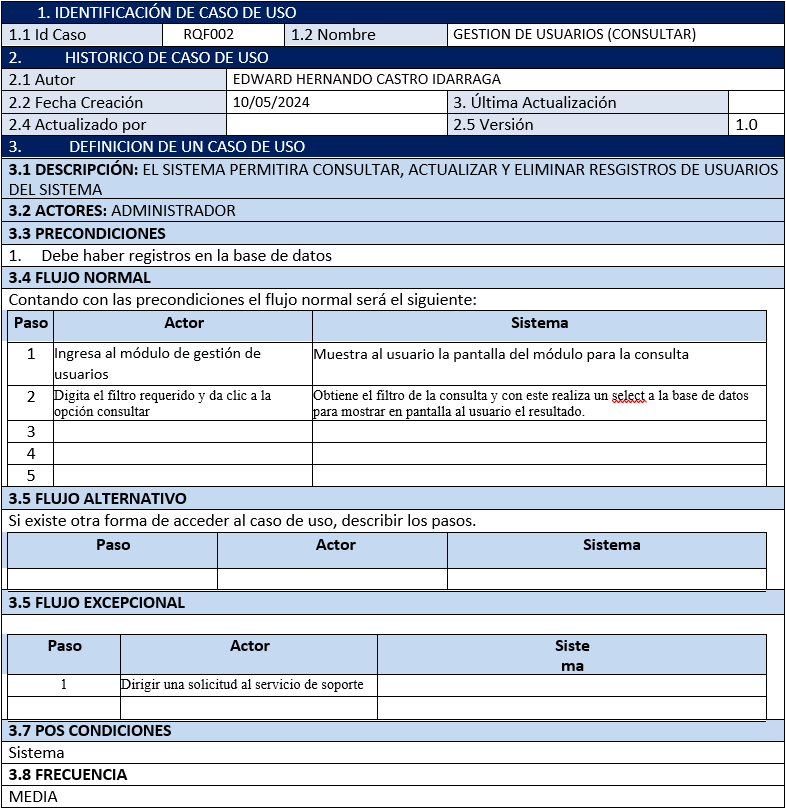 1. IDENTIFICACIÓN DE CASO DE USO
1.1 Id Caso RQF002 1.2 Nombre GESTION DE USUARIOS (CONSULTAR)
2. HISTORICO DE CASO DE USO
2.1 Autor EDWARD HERNANDO CASTRO IDARRAGA
2.2 Fecha Creación 10/05/2024 3. Última Actualización
2.4 Actualizado por 2.5 Versión 1.0
3. DEFINICION DE UN CASO DE USO
3.1 DESCRIPCIÓN: EL SISTEMA PERMITIRA CONSULTAR, ACTUALIZAR Y ELIMINAR RESGISTROS DE USUARIOS
DEL SISTEMA
3.2 ACTORES: ADMINISTRADOR
3.3 PRECONDICIONES
1. Debe haber registros en la base de datos
3.4 FLUJO NORMAL
Contando con las precondiciones el flujo normal será el siguiente:
Paso Actor Sistema
1 Ingresa al módulo de gestión de
usuarios
Muestra al usuario la pantalla del módulo para la consulta
2 Digita el filtro requerido y da clic a la
opción consultar
Obtiene el filtro de la consulta y con este realiza un select a la base de datos
para mostrar en pantalla al usuario el resultado.
3
4
5
3.5 FLUJO ALTERNATIVO
Si existe otra forma de acceder al caso de uso, describir los pasos.
Paso Actor Sistema
3.5 FLUJO EXCEPCIONAL
Paso Actor Siste
ma
1 Dirigir una solicitud al servicio de soporte
3.7 POS CONDICIONES
Sistema
3.8 FRECUENCIA
MEDIA